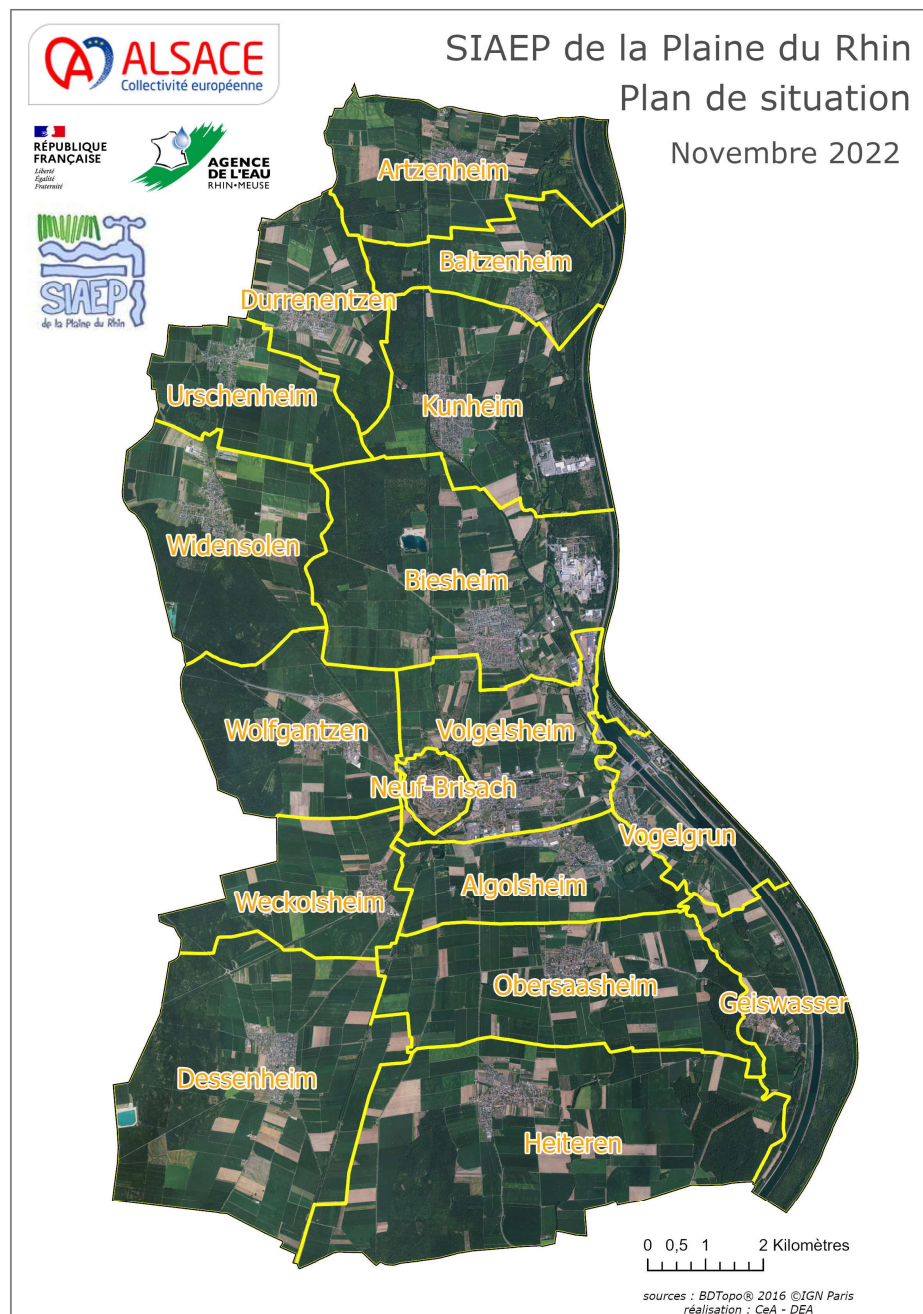 ALSACE
Collectivité européenne
SIAEP de la Plaine du Rhin
Plan de situation
Novembre 2022
RÉPUBLIQUE
FRANÇAISE
Liberté
Égalité
Fraternité
AGENCE
DE L'EAU
RHIN•MEUSE
SIAEP
de la Plaine du Rhin
Artzenheim
Baltzenheim
Durrenentzen
Urschenheim
Kunheim
Widensolen
Biesheim
Wolfgantzen
Volgelsheim
Neuf-Brisach
Vogelgrun
Weckolsheim
Algolsheim
Obersaasheim
Geiswasser
Dessenheim
Heiteren
0 0,5 1 2 Kilomètres
sources : BDTopo® 2016 ©IGN Paris
réalisation : CeA - DEA